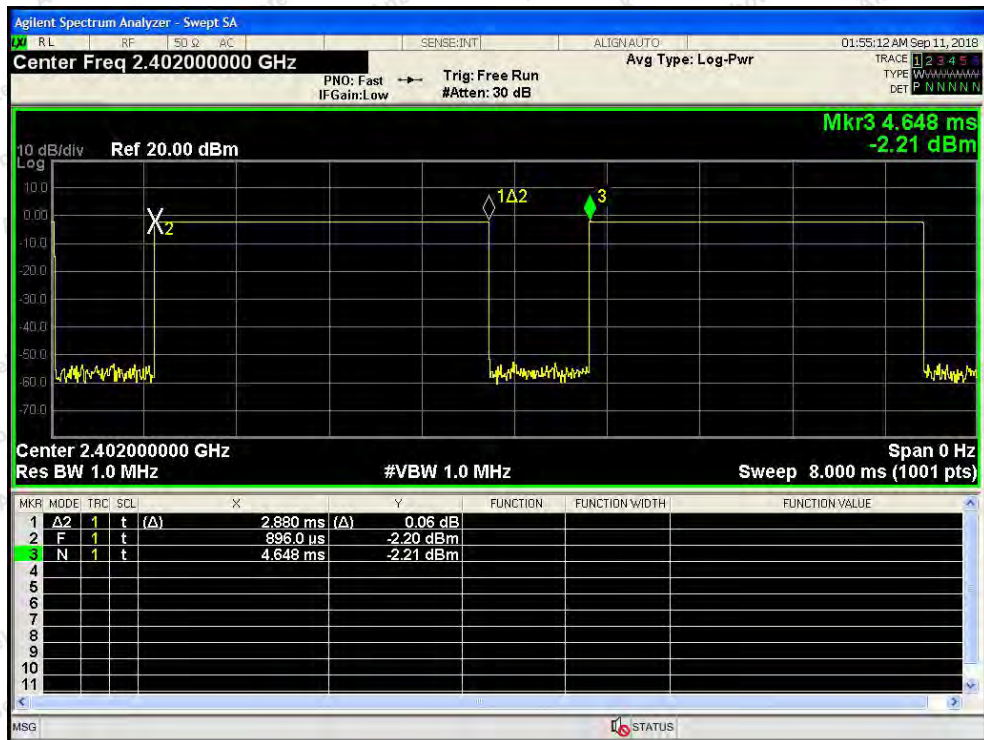 Agilent Spectrum Analyzer - Swept SA
LXI RL RF 50 Ω AC SENSE:INT ALIGNAUTO 01:55:12 AM Sep 11, 2018
Center Freq 2.402000000 GHz
Avg Type: Log-Pwr
TRACE 1 2 3 4 5 6
PNO: Fast
Trig: Free Run
TYPE
IFGain:Low
#Atten: 30 dB
DET P N N N N N
Mkr3 4.648 ms
-2.21 dBm
10 dB/div Ref 20.00 dBm
Log
10.0
0.00
-10.0
-20.0
-30.0
-40.0
-50.0
-60.0
-70.0
2
1Δ2
3
Center 2.402000000 GHz
Span 0 Hz
Res BW 1.0 MHz
#VBW 1.0 MHz
Sweep 8.000 ms (1001 pts)
MKR MODE TRC SCL X Y FUNCTION FUNCTION WIDTH FUNCTION VALUE
1 Δ2 1 t (Δ) 2.880 ms (Δ) 0.06 dB
2 F 1 t 896.0 µs -2.20 dBm
3 N 1 t 4.648 ms -2.21 dBm
4
5
6
7
8
9
10
11
MSG
STATUS